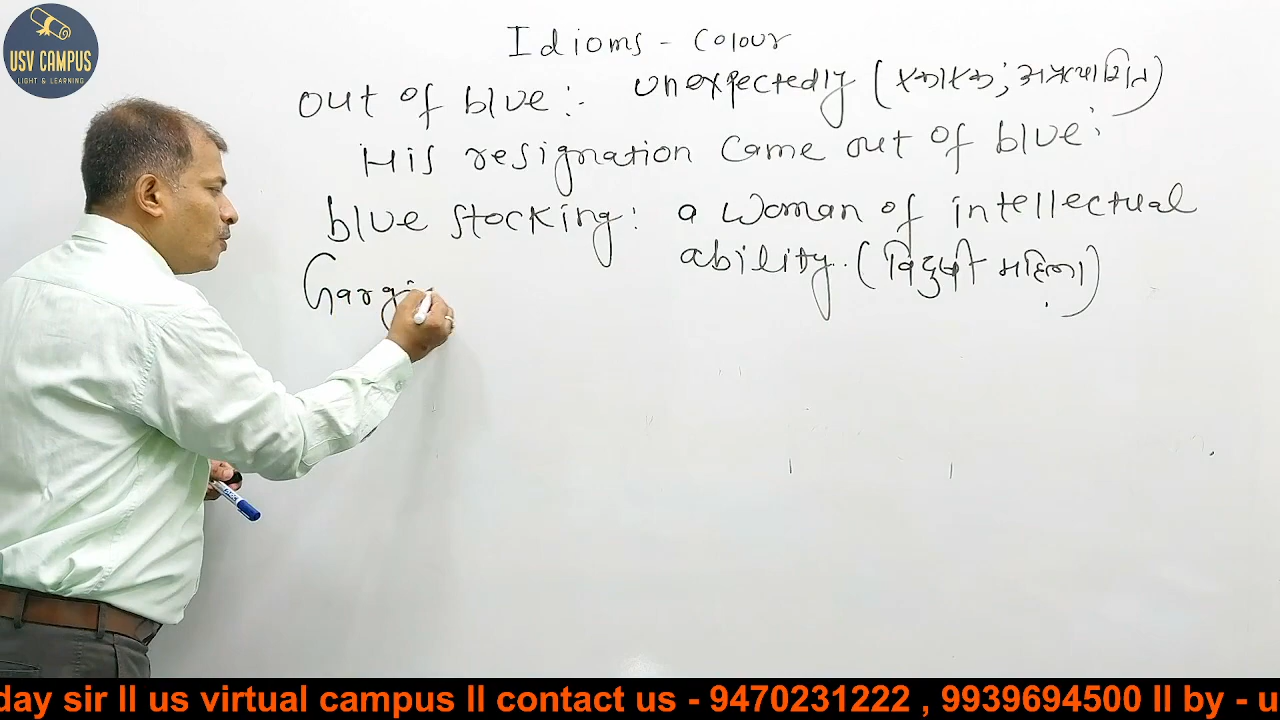 USV CAMPUS
LIGHT & LEARNING
Idioms - Colour
out of blue :- unexpectedly (एकाएक; अप्रत्याशित)
His resignation came out of blue:
blue stocking: a woman of intellectual
ability. (विदुषी महिला)
Gargi
day sir ll us virtual campus ll contact us - 9470231222 , 9939694500 ll by - u